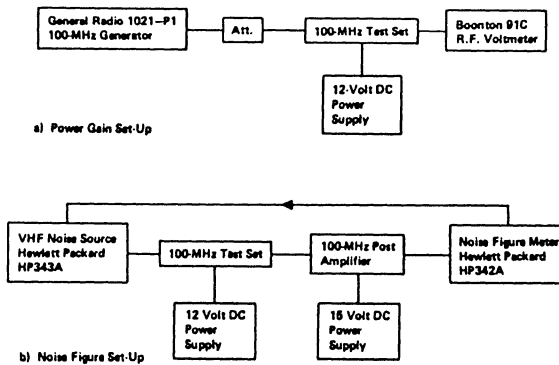 General Radio 1021-P1
100-MHz Generator
Att.
100-MHz Test Set
Boonton 91C
R.F. Voltmeter
12-Volt DC
Power
Supply
a) Power Gain Set-Up
VHF Noise Source
Hewlett Packard
HP343A
100-MHz Test Set
100-MHz Post
Amplifier
Noise Figure Meter
Hewlett Packard
HP342A
12 Volt DC
Power
Supply
15 Volt DC
Power
Supply
b) Noise Figure Set-Up